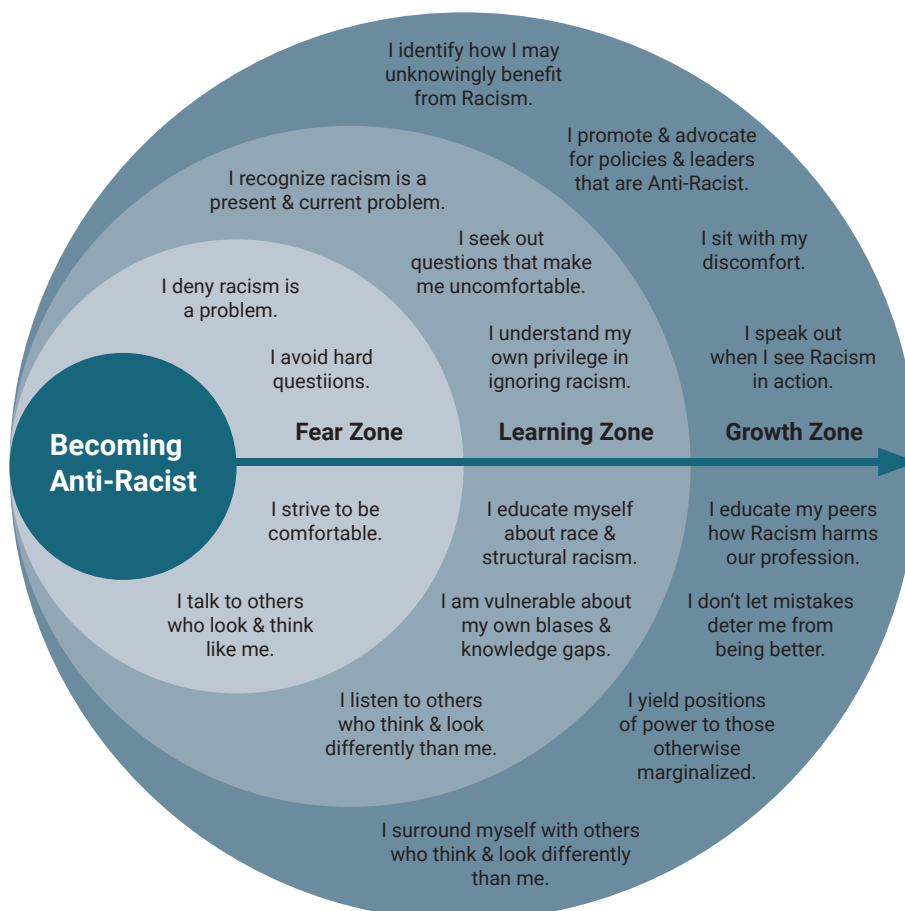 I identify how I may
unknowingly benefit
from Racism.
I promote & advocate
for policies & leaders
that are Anti-Racist.
I recognize racism is a
present & current problem.
I seek out
questions that make
me uncomfortable.
I sit with my
discomfort.
I deny racism is
a problem.
I understand my
own privilege in
ignoring racism.
I speak out
when I see Racism
in action.
I avoid hard
questiions.
Becoming
Anti-Racist
Fear Zone
Learning Zone
Growth Zone
I strive to be
comfortable.
I educate myself
about race &
structural racism.
I educate my peers
how Racism harms
our profession.
I talk to others
who look & think
like me.
I am vulnerable about
my own blases &
knowledge gaps.
I don't let mistakes
deter me from
being better.
I listen to others
who think & look
differently than me.
I yield positions
of power to those
otherwise
marginalized.
I surround myself with others
who think & look differently
than me.